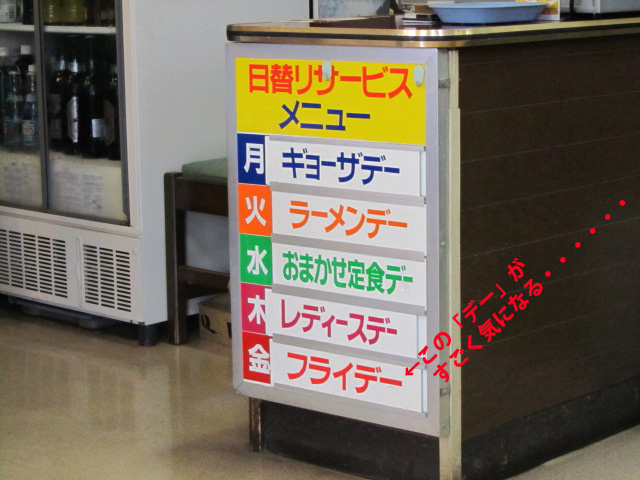 日替りサービス
メニュー
月 ギョーザデー
火 ラーメンデー
水 おまかせ定食デー
木 レディースデー
金 フライデー
←この「デー」が
すごく気になる・・・・・・